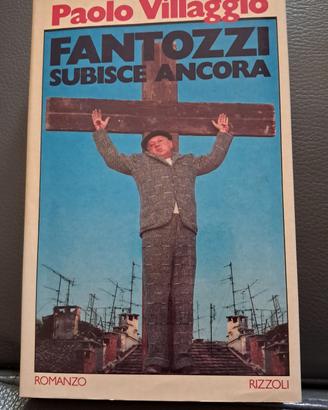 Paolo Villaggio
FANTOZZI
SUBISCE ANCORA
ROMANZO
RIZZOLI